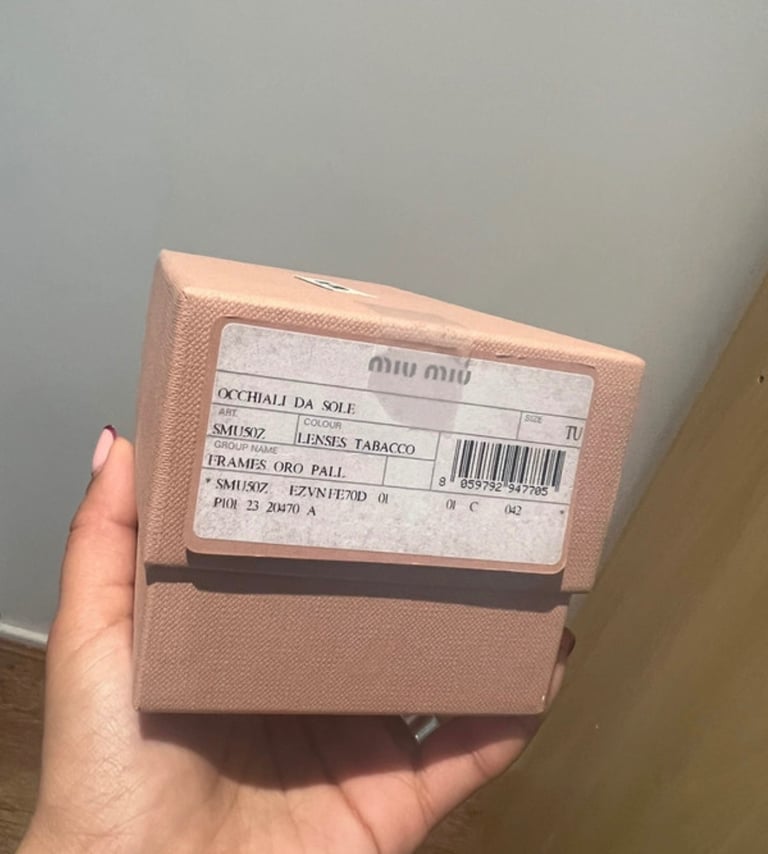 miu miu
OCCHIALI DA SOLE
SIZE TU
ART. SMU50Z
COLOUR LENSES TABACCO
GROUP NAME
FRAMES ORO PALL
8 059792 947705
* SMU50Z EZVNFE70D 01 01 C 042 *
P101 23 20470 A